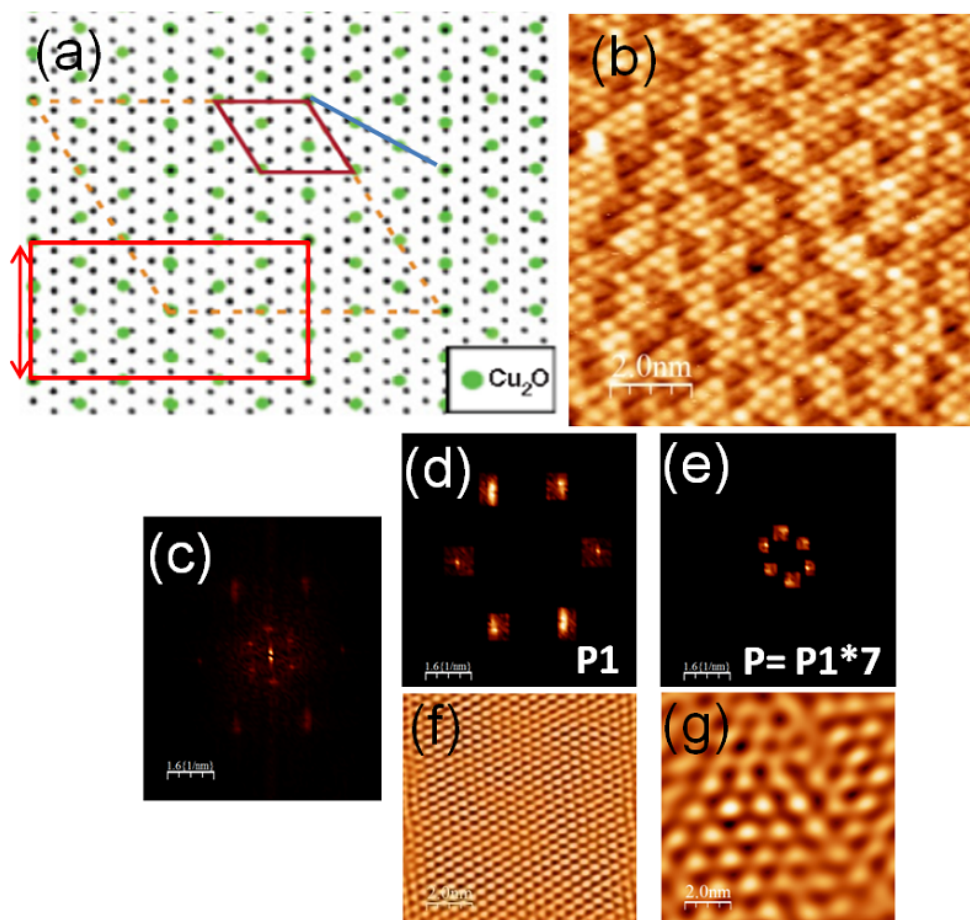 (a)
(b)
Cu₂O
2.0nm
(c)
1.6{1/nm}
(d)
1.6{1/nm}
P1
(e)
1.6{1/nm}
P= P1*7
(f)
2.0nm
(g)
2.0nm